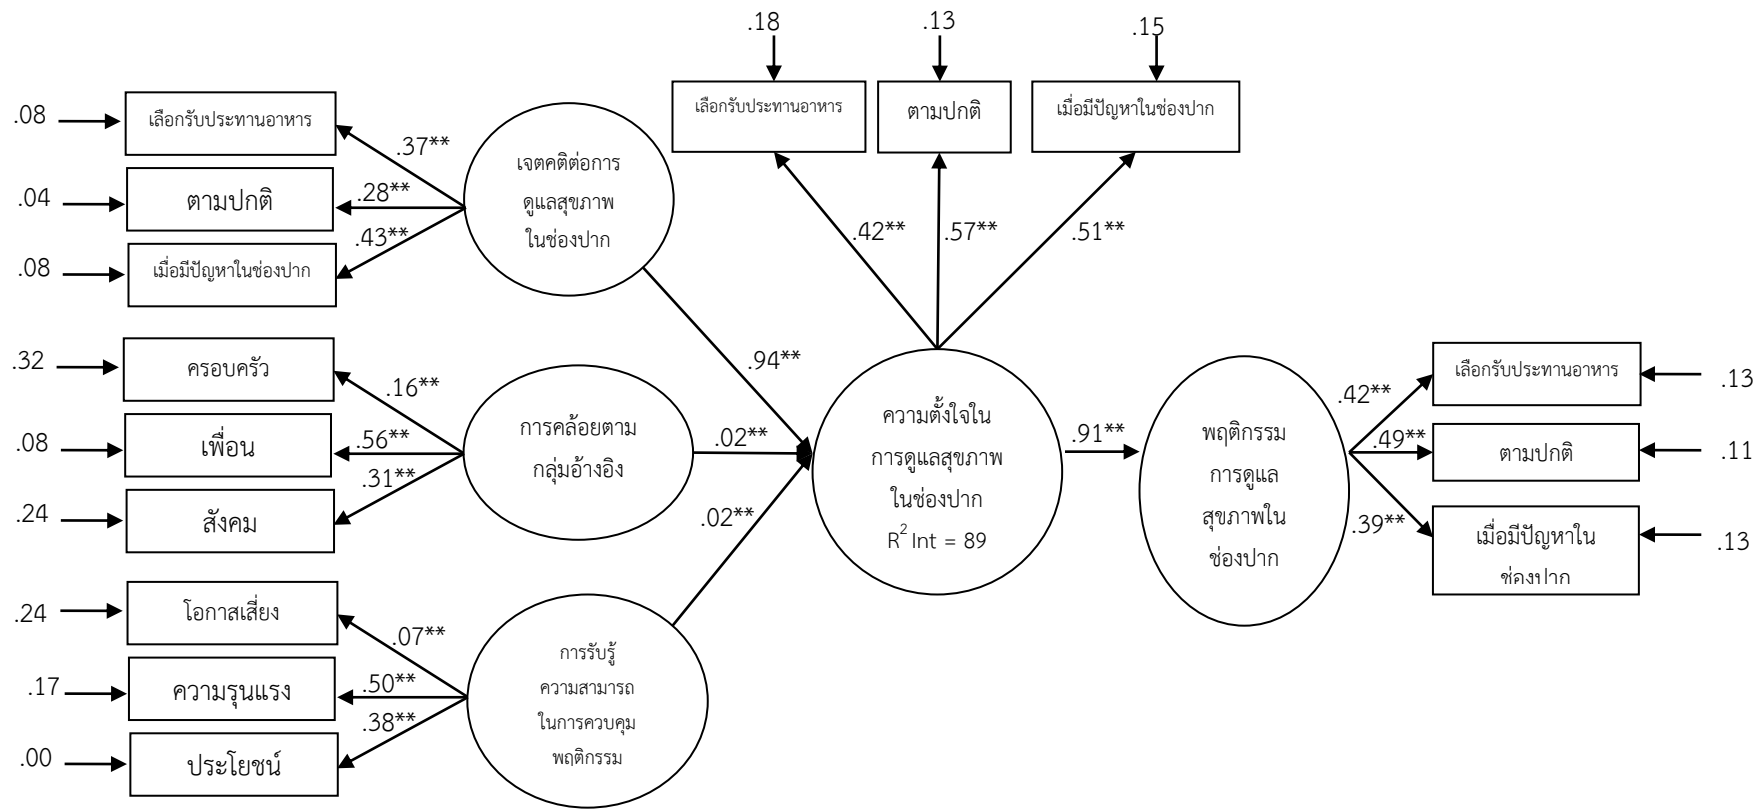 .18
.13
.15
เลือกรับประทานอาหาร
ตามปกติ
เมื่อมีปัญหาในช่องปาก
.42**
.57**
.51**
.08
เลือกรับประทานอาหาร
.37**
.04
ตามปกติ
.28**
.08
เมื่อมีปัญหาในช่องปาก
.43**
เจตคติต่อการ
ดูแลสุขภาพ
ในช่องปาก
.94**
.32
ครอบครัว
.16**
.08
เพื่อน
.56**
.24
สังคม
.31**
การคล้อยตาม
กลุ่มอ้างอิง
.02**
.24
โอกาสเสี่ยง
.07**
.17
ความรุนแรง
.50**
.00
ประโยชน์
.38**
การรับรู้
ความสามารถ
ในการควบคุม
พฤติกรรม
.02**
ความตั้งใจใน
การดูแลสุขภาพ
ในช่องปาก
R² Int = 89
.91**
พฤติกรรม
การดูแล
สุขภาพใน
ช่องปาก
.42**
เลือกรับประทานอาหาร
.13
.49**
ตามปกติ
.11
.39**
เมื่อมีปัญหาใน
ช่องปาก
.13